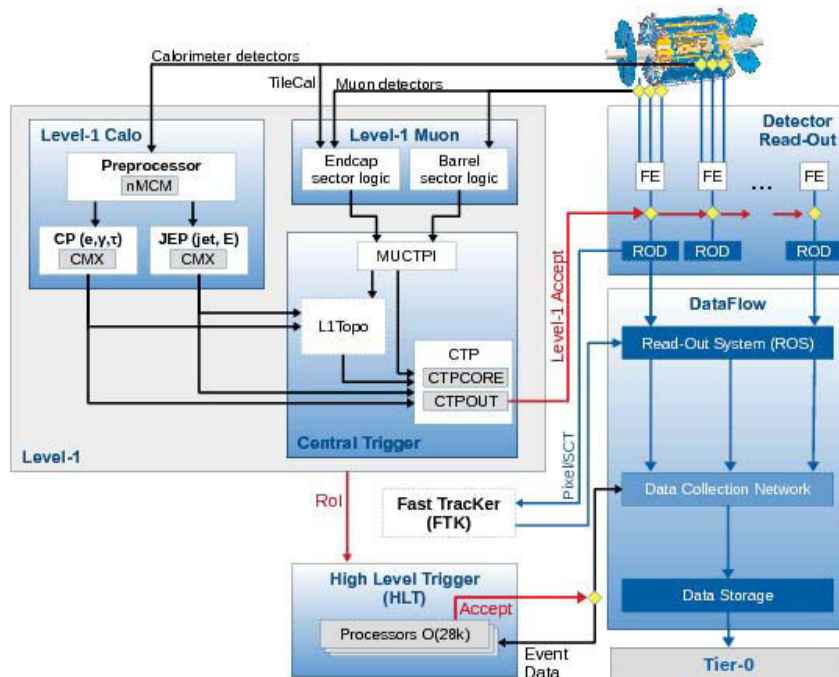 Calorimeter detectors
TileCal
Muon detectors
Level-1 Calo
Preprocessor
nMCM
CP (e,γ,τ)
CMX
JEP (jet, E)
CMX
Level-1 Muon
Endcap
sector logic
Barrel
sector logic
MUCTPI
L1Topo
CTP
CTPCORE
CTPOUT
Central Trigger
Level-1
Level-1 Accept
Detector
Read-Out
FE
FE
...
FE
ROD
ROD
ROD
DataFlow
Read-Out System (ROS)
Data Collection Network
Data Storage
Tier-0
Pixel/SCT
RoI
Fast TracKer
(FTK)
High Level Trigger
(HLT)
Accept
Processors O(28k)
Event
Data